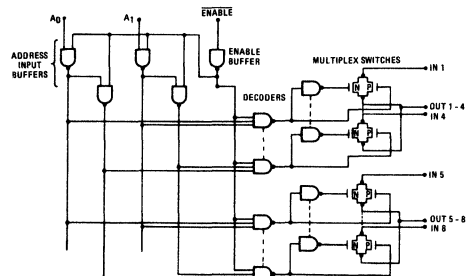 A0
A1
ENABLE
ADDRESS
INPUT
BUFFERS
ENABLE
BUFFER
MULTIPLEX SWITCHES
IN 1
DECODERS
N P
OUT 1 - 4
IN 4
N P
IN 5
N P
OUT 5 - 8
IN 8
N P